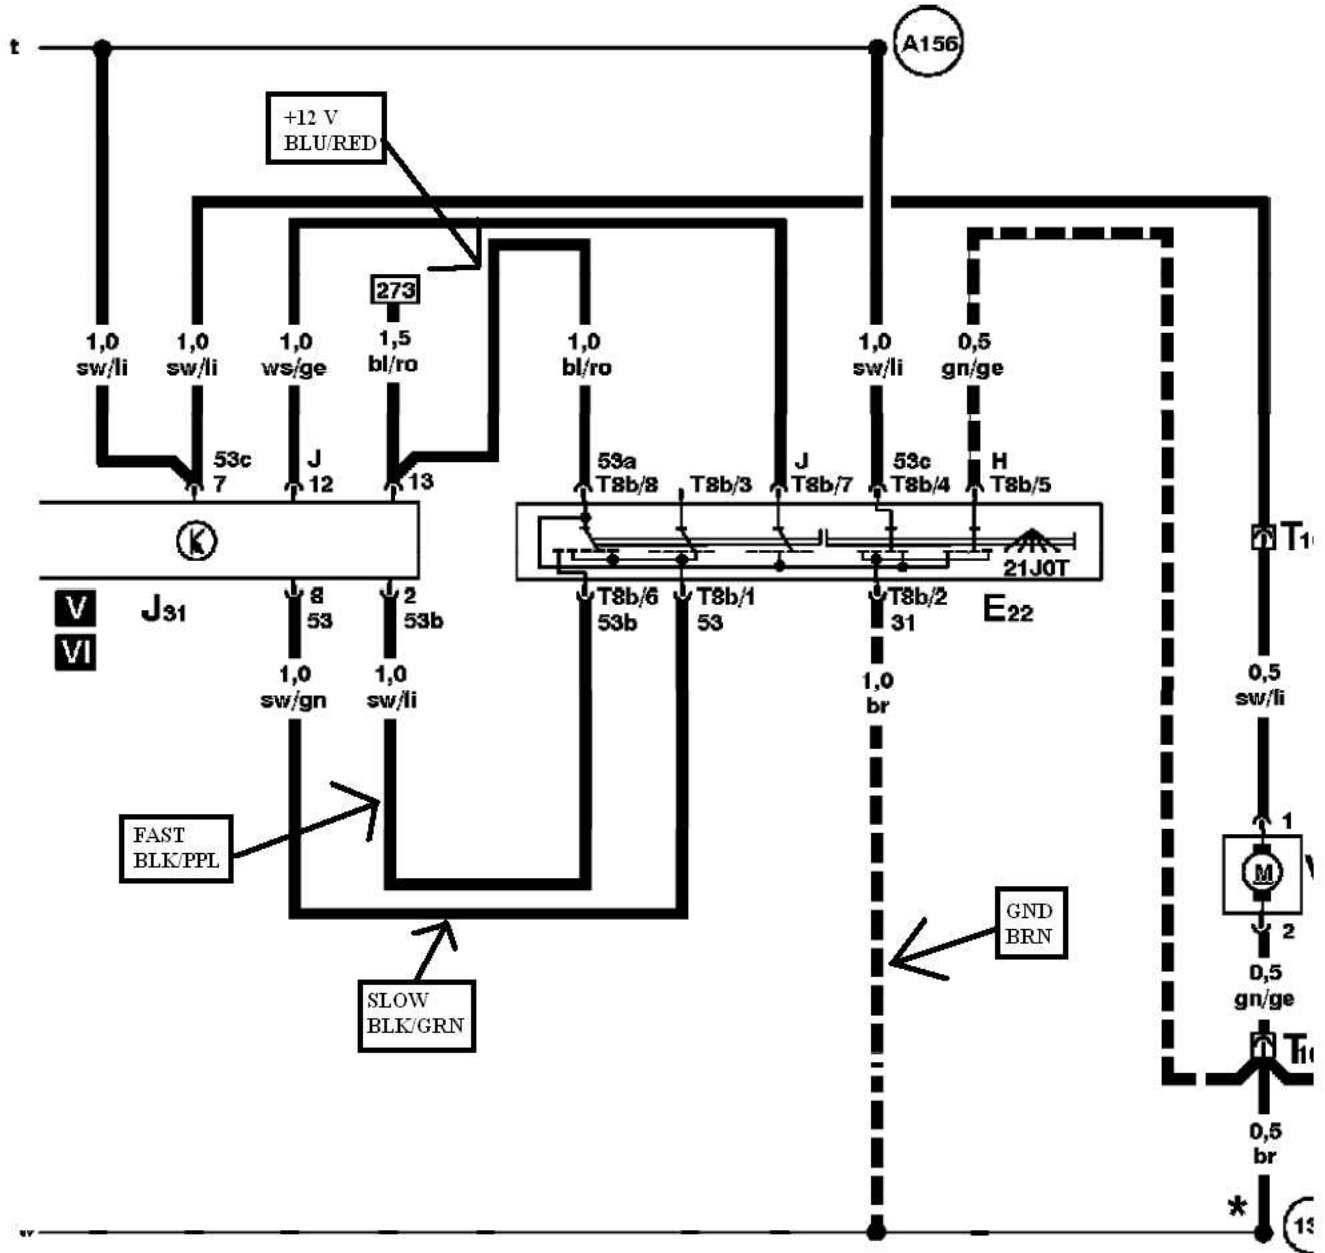 t
A156
+12 V
BLU/RED
273
1,0
sw/li
1,0
sw/li
1,0
ws/ge
1,5
bl/ro
1,0
bl/ro
1,0
sw/li
0,5
gn/ge
53c
7
J
12
13
53a
T8b/8
T8b/3
J
T8b/7
53c
T8b/4
H
T8b/5
K
21J0T
V
VI
J31
8
53
2
53b
T8b/6
53b
T8b/1
53
T8b/2
31
E22
1,0
sw/gn
1,0
sw/li
1,0
br
0,5
sw/li
FAST
BLK/PPL
1
M
2
GND
BRN
0,5
gn/ge
SLOW
BLK/GRN
0,5
br
*